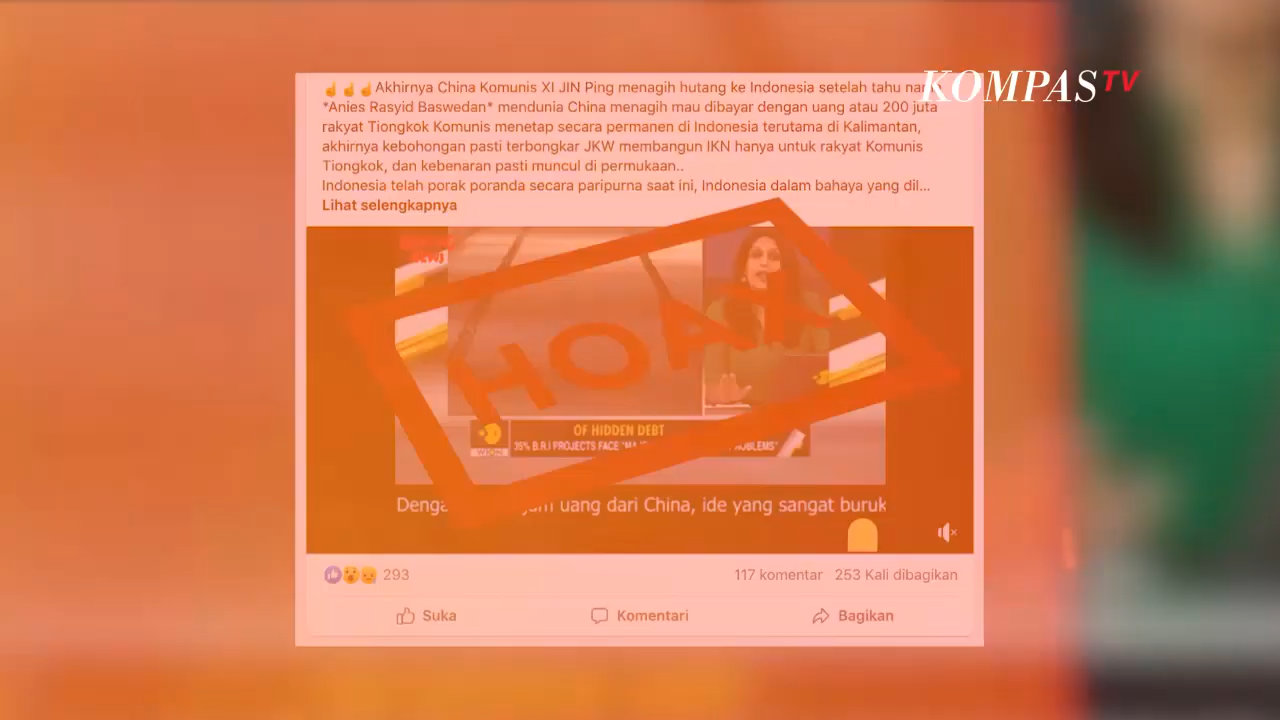 KOMPAS TV
☝☝☝Akhirnya China Komunis XI JIN Ping menagih hutang ke Indonesia setelah tahu
*Anies Rasyid Baswedan* mendunia China menagih mau dibayar dengan uang atau 200 juta
rakyat Tiongkok Komunis menetap secara permanen di Indonesia terutama di Kalimantan,
akhirnya kebohongan pasti terbongkar JKW membangun IKN hanya untuk rakyat Komunis
Tiongkok, dan kebenaran pasti muncul di permukaan..
Indonesia telah porak poranda secara paripurna saat ini, Indonesia dalam bahaya yang dil...
Lihat selengkapnya
HOAX
OF HIDDEN DEBT
35% B.R.I PROJECTS FACE
WION
uang dari China, ide yang sangat buruk
293
117 komentar 253 Kali dibagikan
Suka Komentari Bagikan